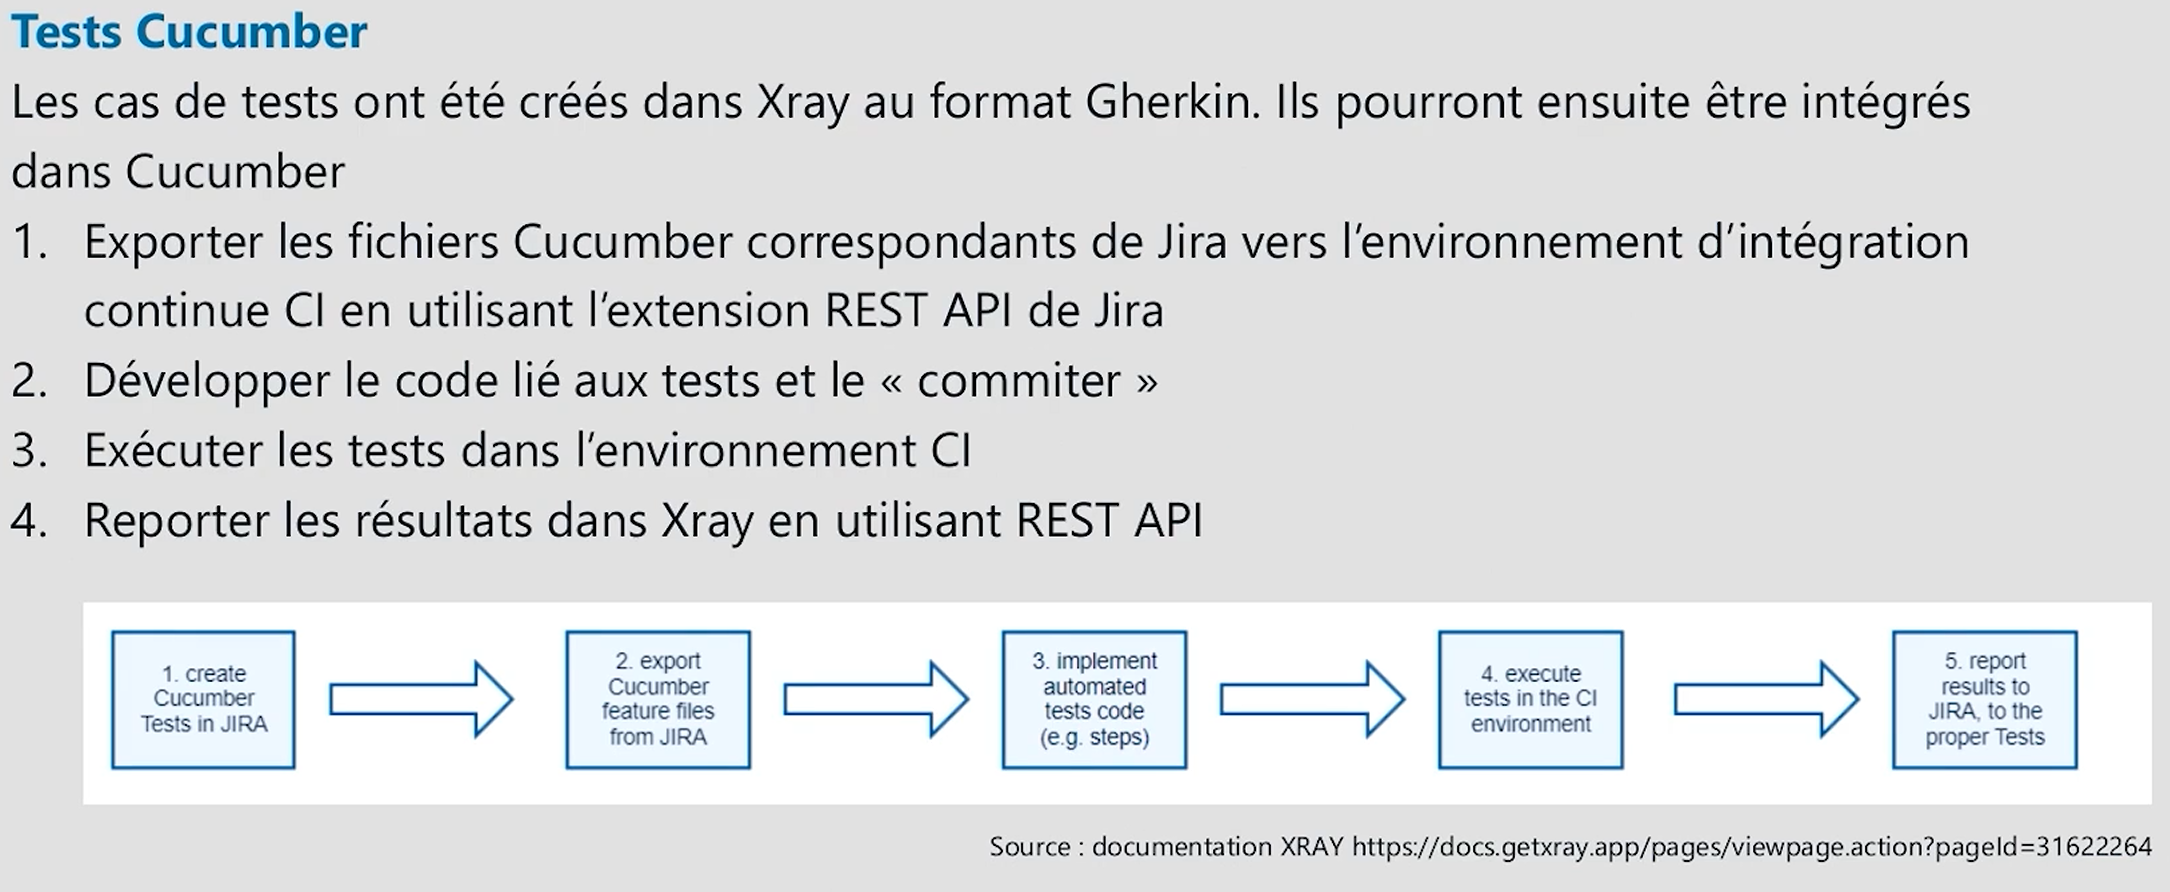 Tests Cucumber
Les cas de tests ont été créés dans Xray au format Gherkin. Ils pourront ensuite être intégrés
dans Cucumber
1. Exporter les fichiers Cucumber correspondants de Jira vers l’environnement d’intégration
continue CI en utilisant l’extension REST API de Jira
2. Développer le code lié aux tests et le « commiter »
3. Exécuter les tests dans l’environnement CI
4. Reporter les résultats dans Xray en utilisant REST API
1. create
Cucumber
Tests in JIRA
2. export
Cucumber
feature files
from JIRA
3. implement
automated
tests code
(e.g. steps)
4. execute
tests in the CI
environment
5. report
results to
JIRA, to the
proper Tests
Source : documentation XRAY https://docs.getxray.app/pages/viewpage.action?pageId=31622264